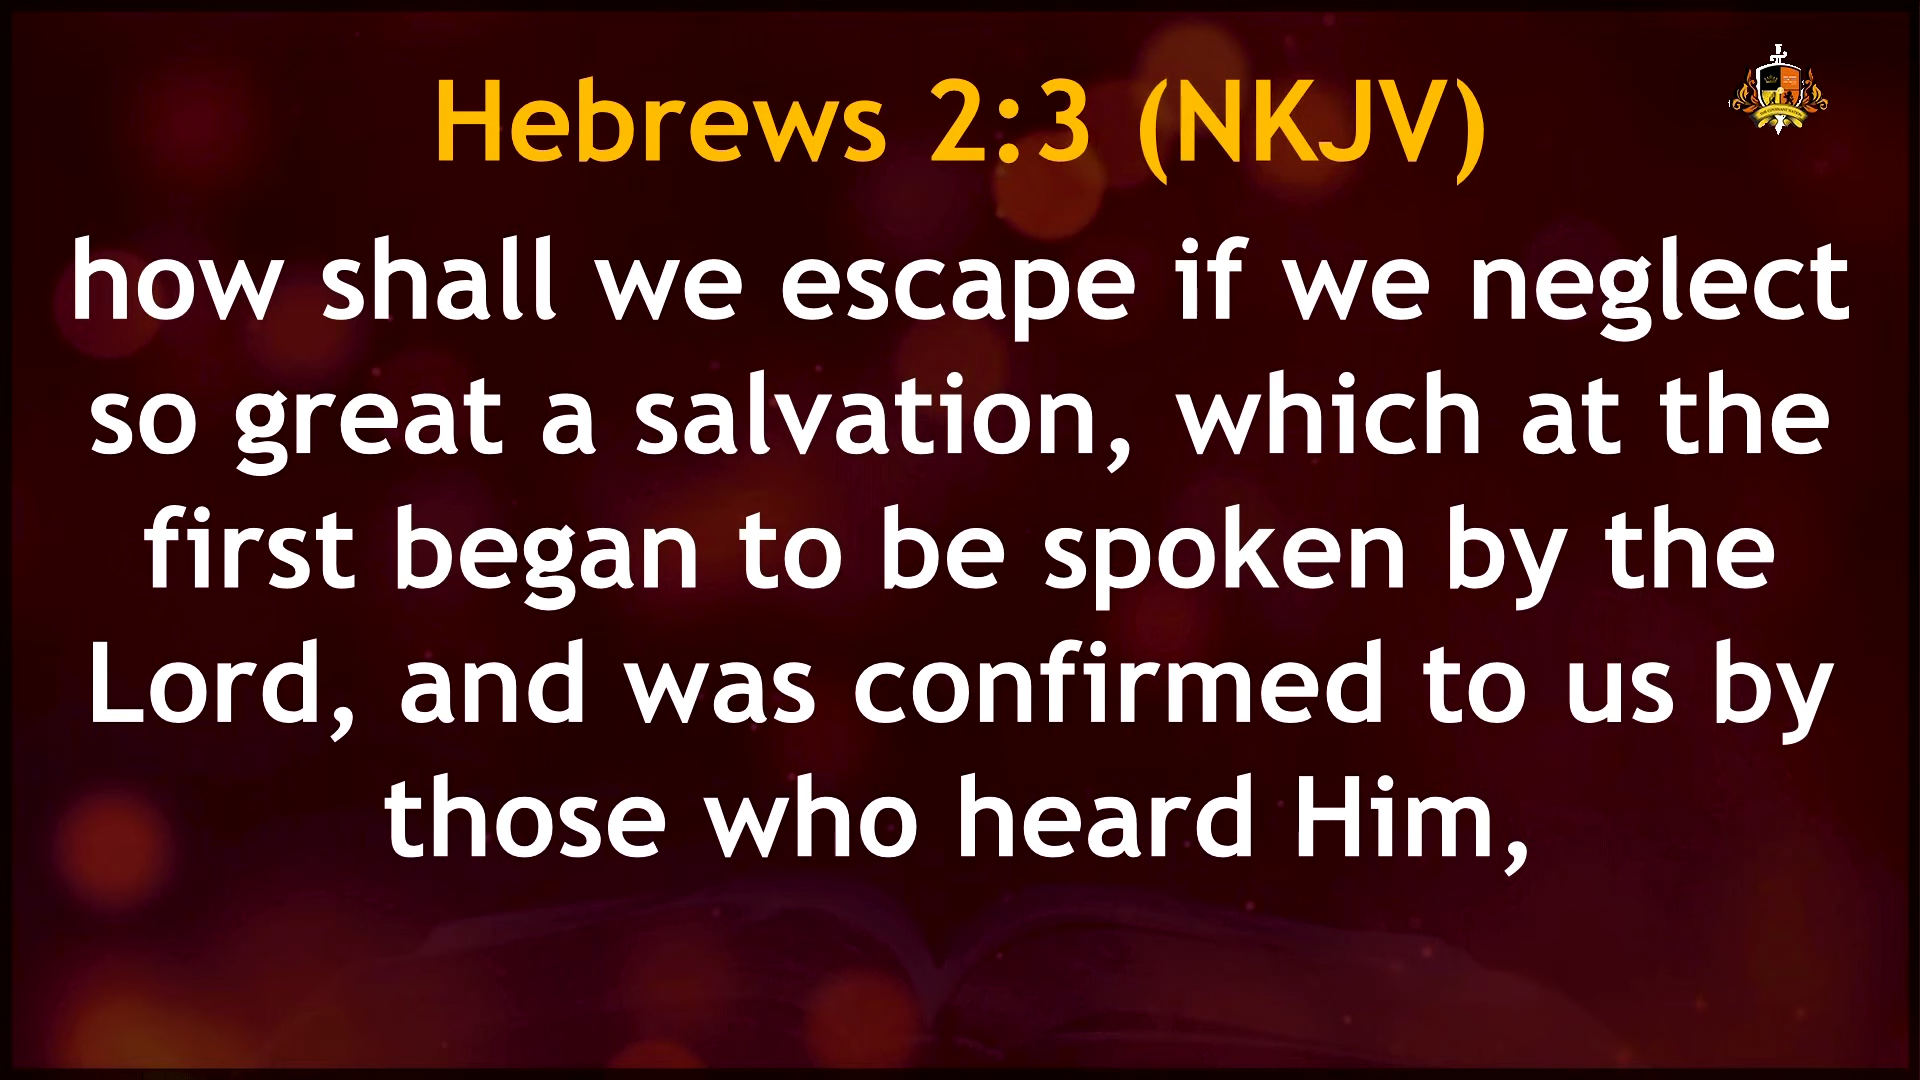 Hebrews 2:3 (NKJV)
how shall we escape if we neglect
so great a salvation, which at the
first began to be spoken by the
Lord, and was confirmed to us by
those who heard Him,